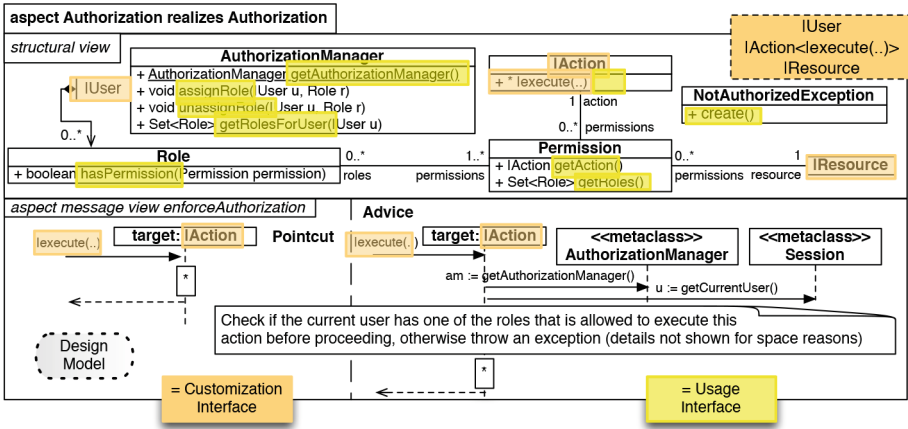 aspect Authorization realizes Authorization
structural view
|User
|Action<|execute(..)>
|Resource
AuthorizationManager
+ AuthorizationManager getAuthorizationManager()
+ void assignRole(|User u, Role r)
+ void unassignRole(|User u, Role r)
+ Set<Role> getRolesForUser(|User u)
|User
0..*
|Action
+ * |execute(..)
1
action
0..*
permissions
NotAuthorizedException
+ create()
Role
+ boolean hasPermission(|Permission permission)
0..*
roles
1..*
permissions
Permission
+ |Action getAction()
+ Set<Role> getRoles()
0..*
permissions
1
resource
|Resource
aspect message view enforceAuthorization
|execute(..)
target: |Action
Pointcut
*
Advice
|execute(.)
target: |Action
<<metaclass>>
AuthorizationManager
<<metaclass>>
Session
am := getAuthorizationManager()
u := getCurrentUser()
Check if the current user has one of the roles that is allowed to execute this
action before proceeding, otherwise throw an exception (details not shown for space reasons)
*
Design
Model
= Customization
Interface
= Usage
Interface